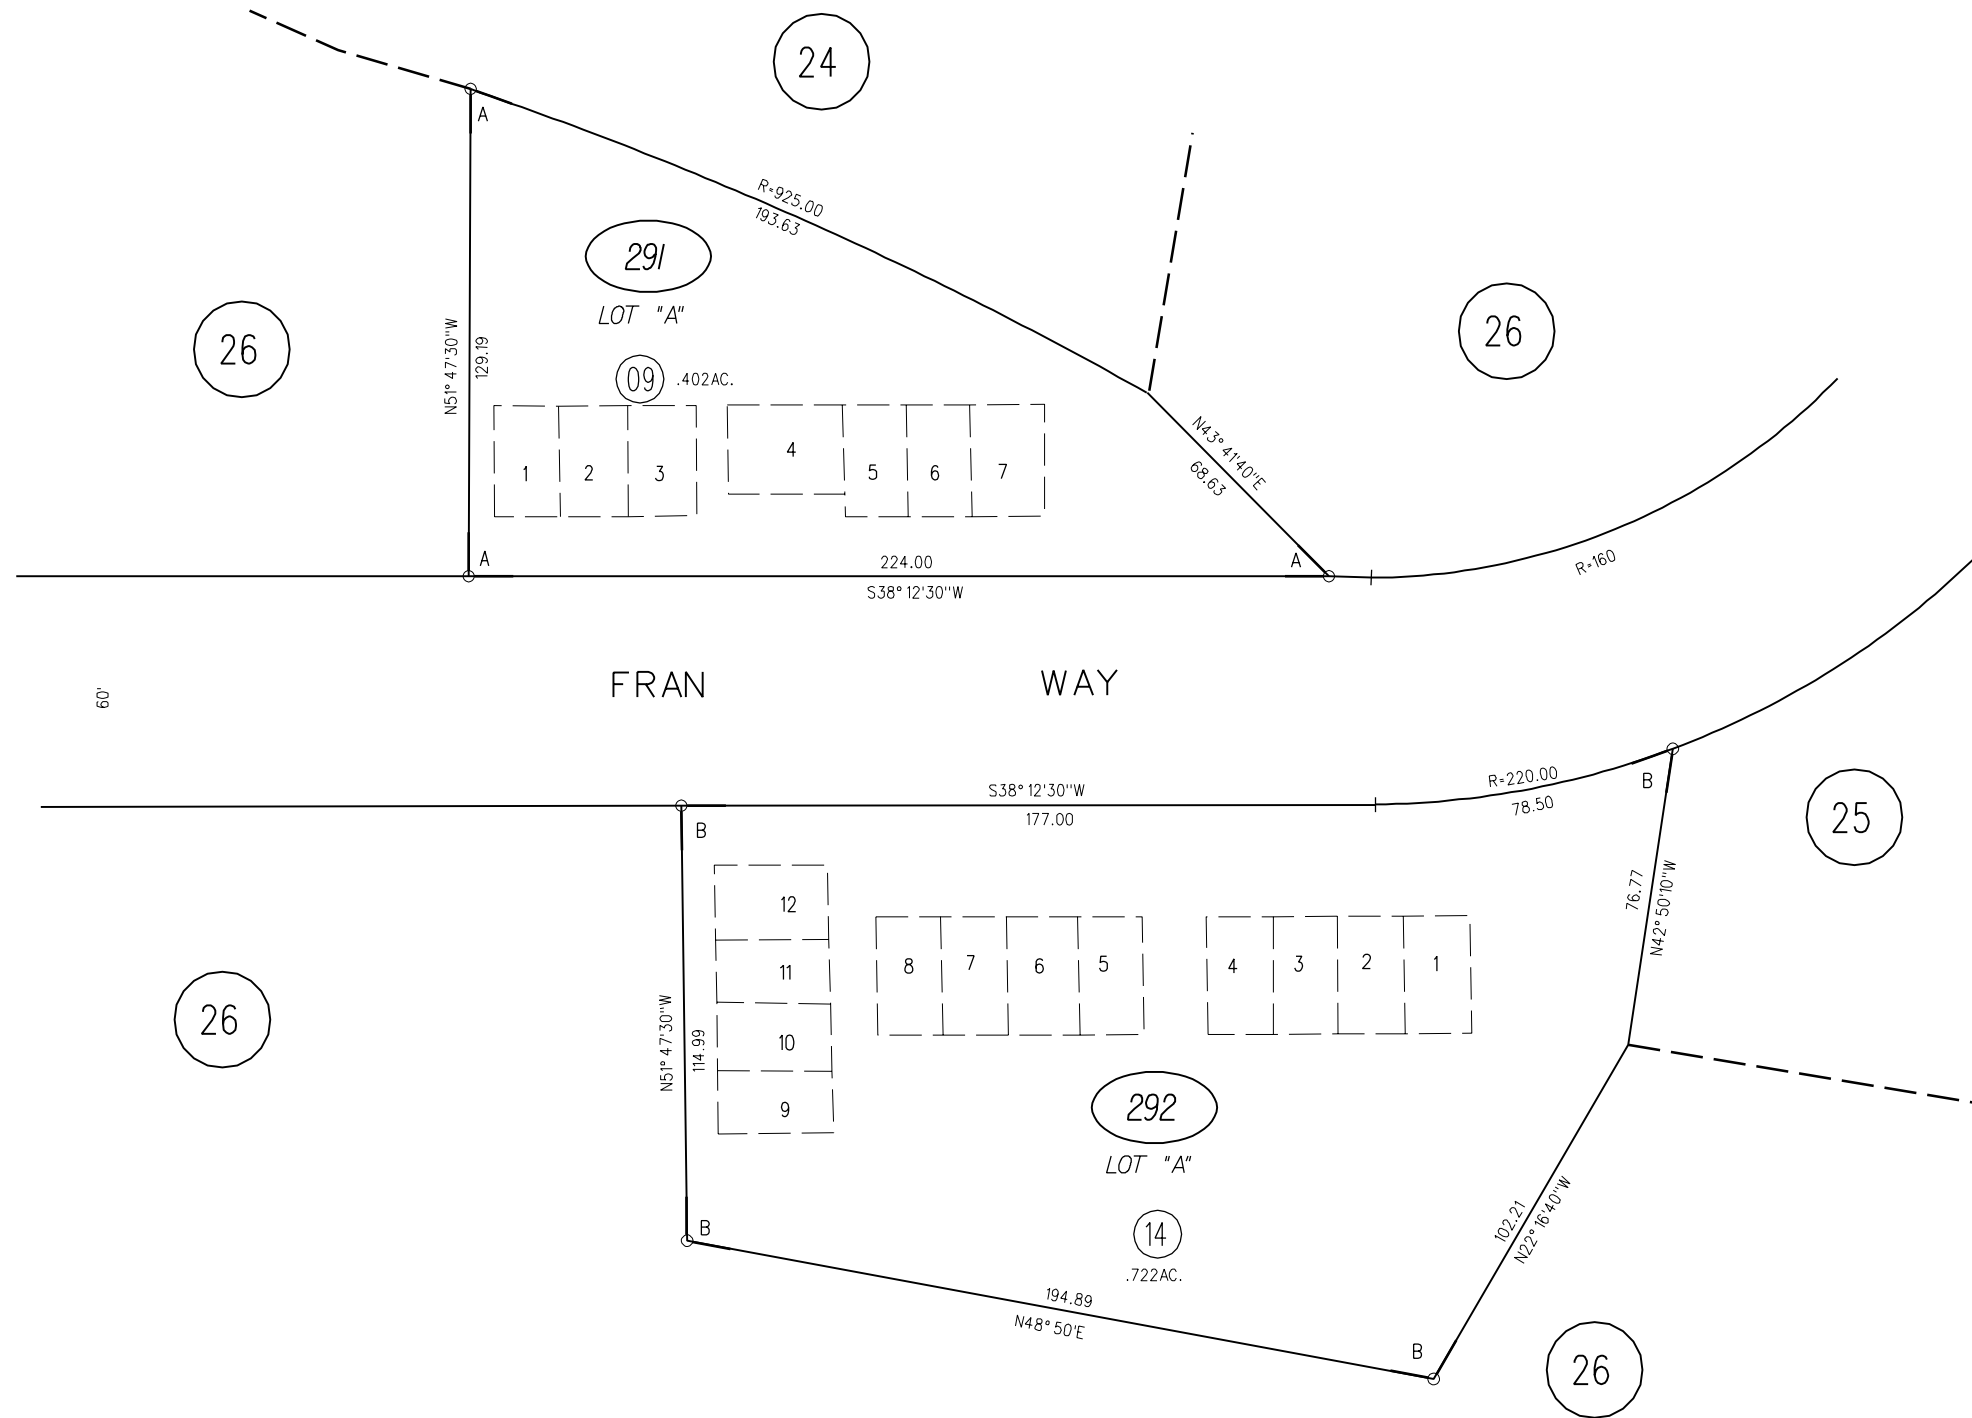 24
A
R=925.00
193.63
291
LOT "A"
26
N51°47'30"W
129.19
09 .402AC.
26
1 2 3 4 5 6 7
N43°41'40"E
68.63
A
224.00
A
S38°12'30"W
R=160
FRAN WAY
60'
S38°12'30"W
177.00
R=220.00
78.50
B
B
25
76.77
N42°50'10"W
12
11
10
9
8 7 6 5
4 3 2 1
26
N51°47'30"W
114.99
292
LOT "A"
14
.722AC.
B
102.21
N22°16'40"W
194.89
N48°50'E
B
26